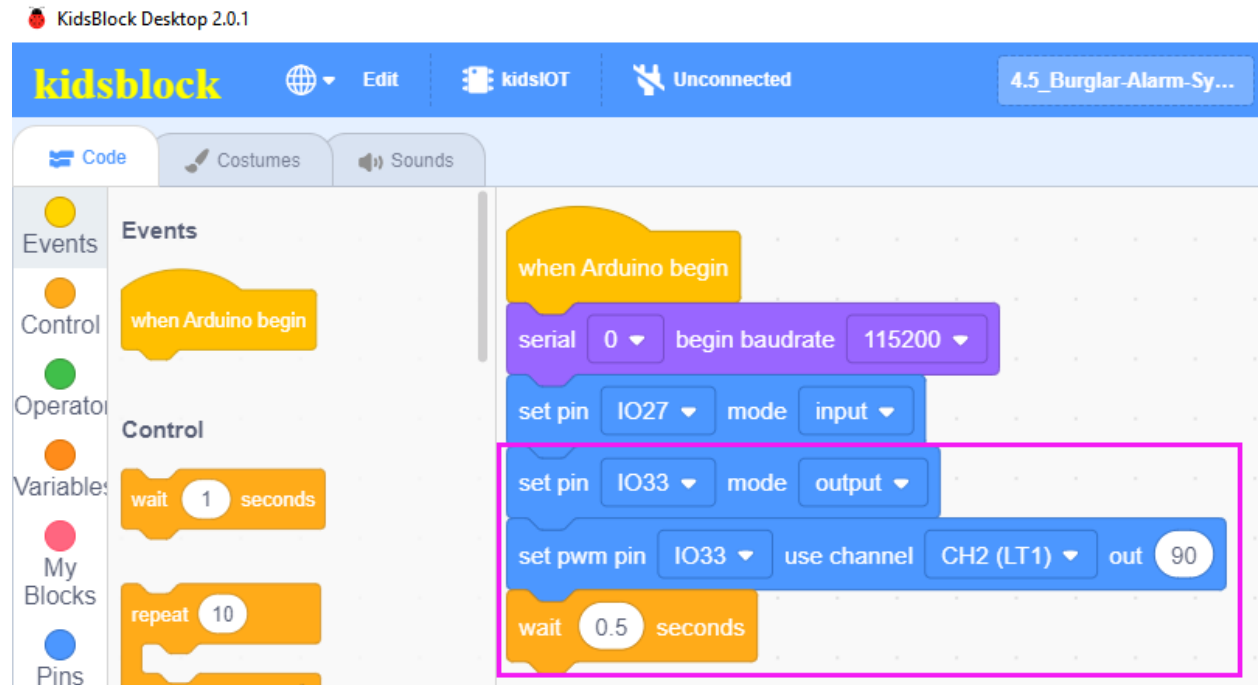 KidsBlock Desktop 2.0.1
kidsblock Edit kidsIOT Unconnected 4.5_Burglar-Alarm-Sy...
Code Costumes Sounds
Events
Control
Operator
Variables
My
Blocks
Pins
Events
when Arduino begin
Control
wait 1 seconds
repeat 10
when Arduino begin
serial 0 begin baudrate 115200
set pin IO27 mode input
set pin IO33 mode output
set pwm pin IO33 use channel CH2 (LT1) out 90
wait 0.5 seconds